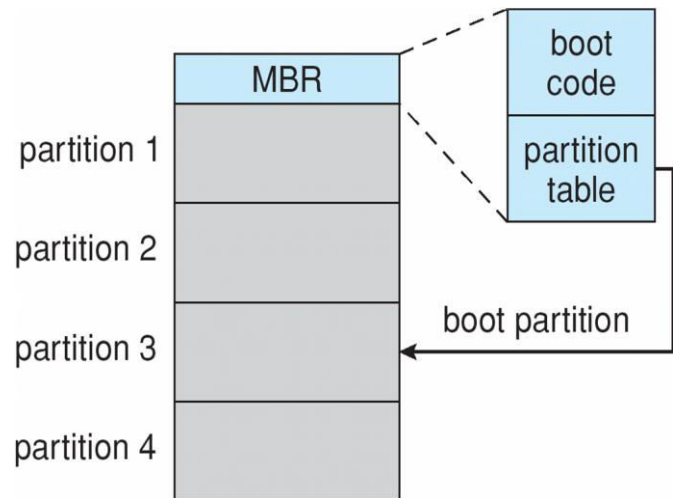 boot
code
MBR
partition 1
partition
table
partition 2
boot partition
partition 3
partition 4